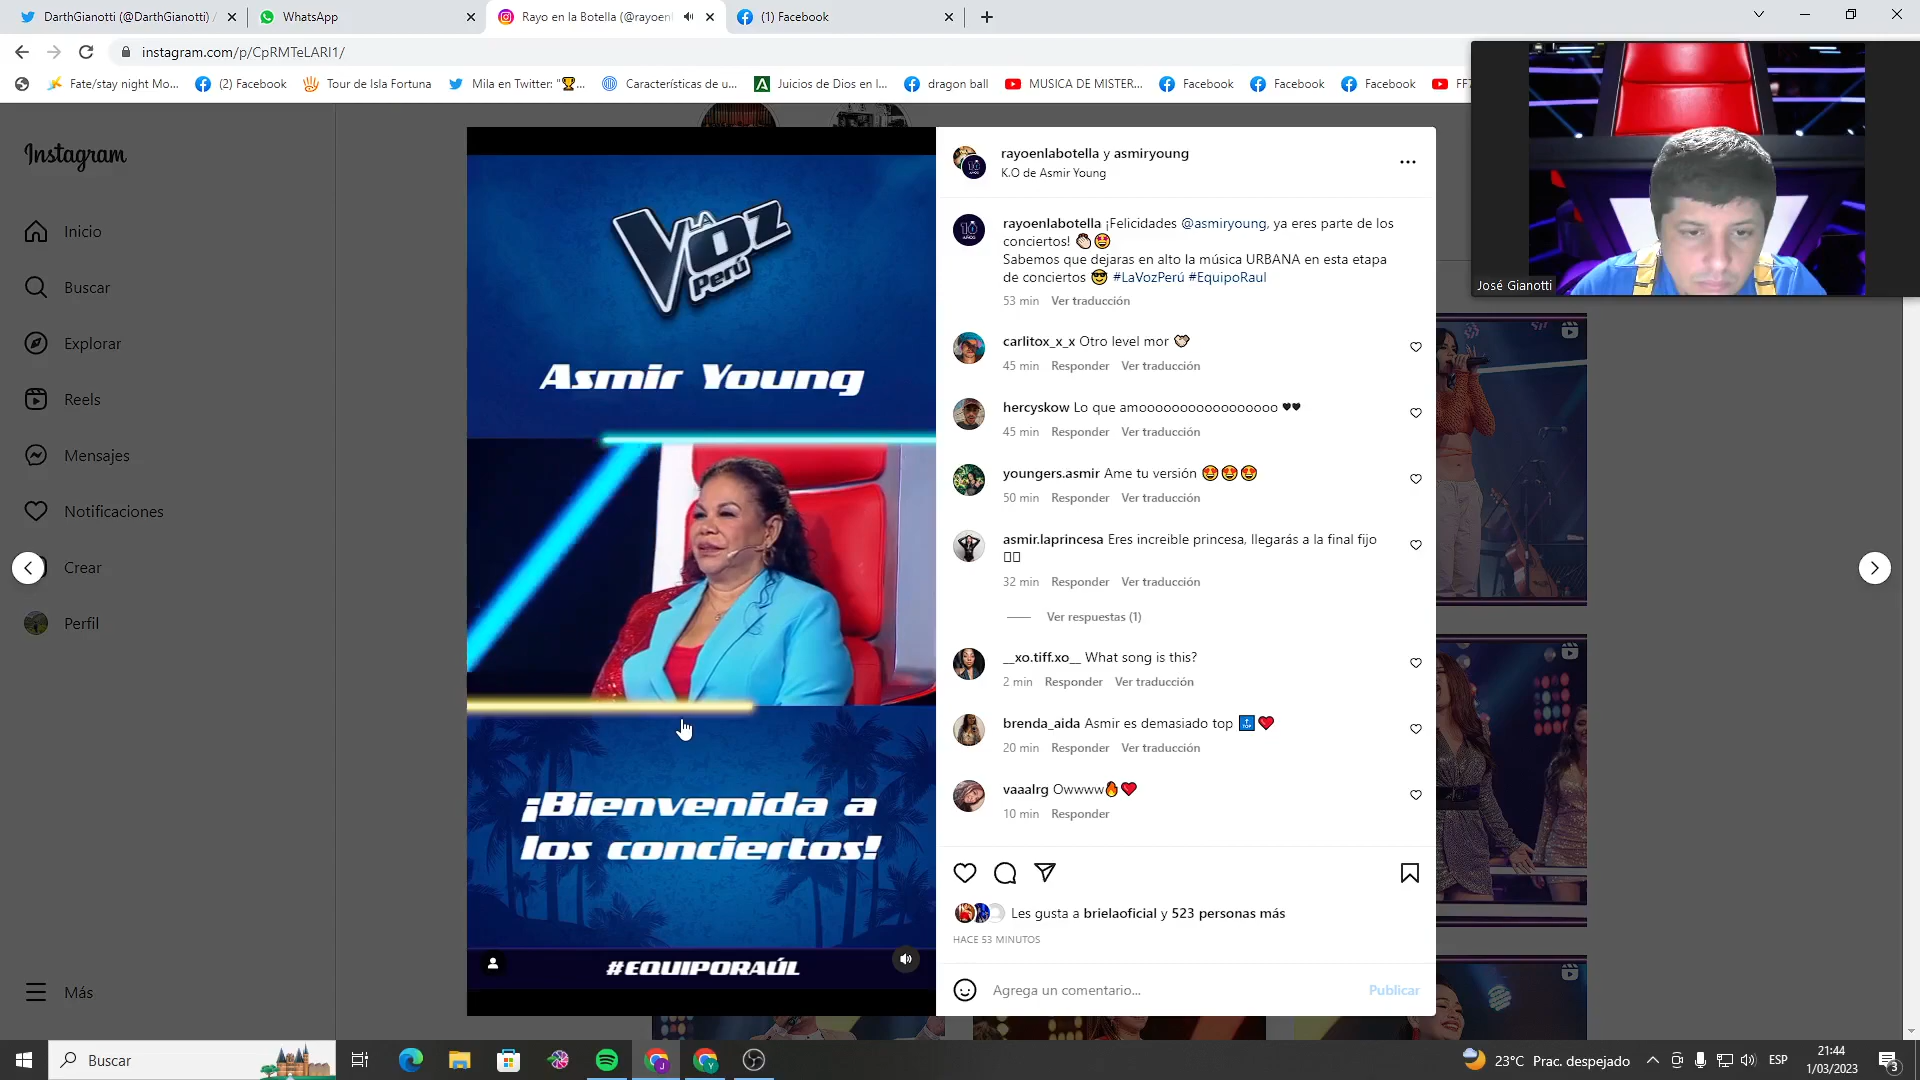 DarthGianotti (@DarthGianotti) /
WhatsApp
Rayo en la Botella (@rayoenl
(1) Facebook
instagram.com/p/CpRMTeLARI1/
Fate/stay night Mo...
(2) Facebook
Tour de Isla Fortuna
Mila en Twitter: "🏆...
Características de u...
Juicios de Dios en l...
dragon ball
MUSICA DE MISTER...
Facebook
Facebook
Facebook
FF7
Instagram
Inicio
Buscar
Explorar
Reels
Mensajes
Notificaciones
Crear
Perfil
Más
LA
VOZ
Perú
Asmir Young
¡Bienvenida a
los conciertos!
#EQUIPORAÚL
rayoenlabotella y asmiryoung
K.O de Asmir Young
rayoenlabotella ¡Felicidades @asmiryoung, ya eres parte de los
conciertos! 👏🏻🤩
Sabemos que dejaras en alto la música URBANA en esta etapa
de conciertos 😎 #LaVozPerú #EquipoRaul
53 min Ver traducción
carlitox_x_x Otro level mor
45 min Responder Ver traducción
hercyskow Lo que amooooooooooooooooo ♥♥
45 min Responder Ver traducción
youngers.asmir Ame tu versión 😍😍😍
50 min Responder Ver traducción
asmir.laprincesa Eres increible princesa, llegarás a la final fijo
32 min Responder Ver traducción
Ver respuestas (1)
__xo.tiff.xo__ What song is this?
2 min Responder Ver traducción
brenda_aida Asmir es demasiado top 🔝❤️
20 min Responder Ver traducción
vaaalrg Owwww🔥❤️
10 min Responder
Les gusta a brielaoficial y 523 personas más
HACE 53 MINUTOS
Agrega un comentario...
Publicar
José Gianotti
Buscar
23°C Prac. despejado
ESP
21:44
1/03/2023
3